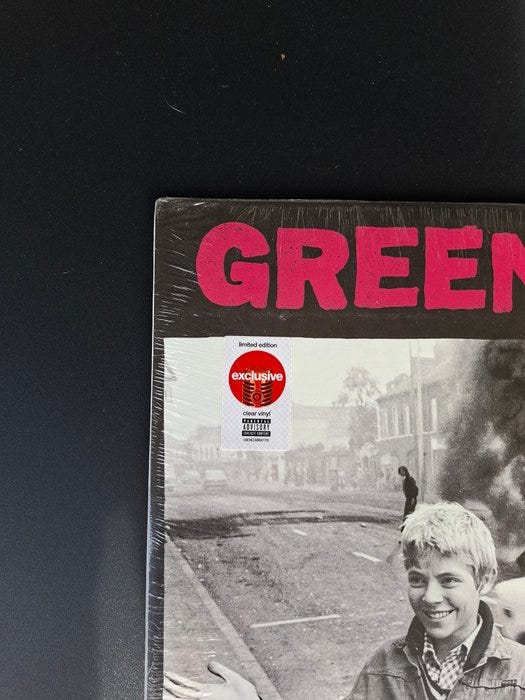 GREEN
limited edition
exclusive
clear vinyl
PARENTAL
ADVISORY
EXPLICIT CONTENT